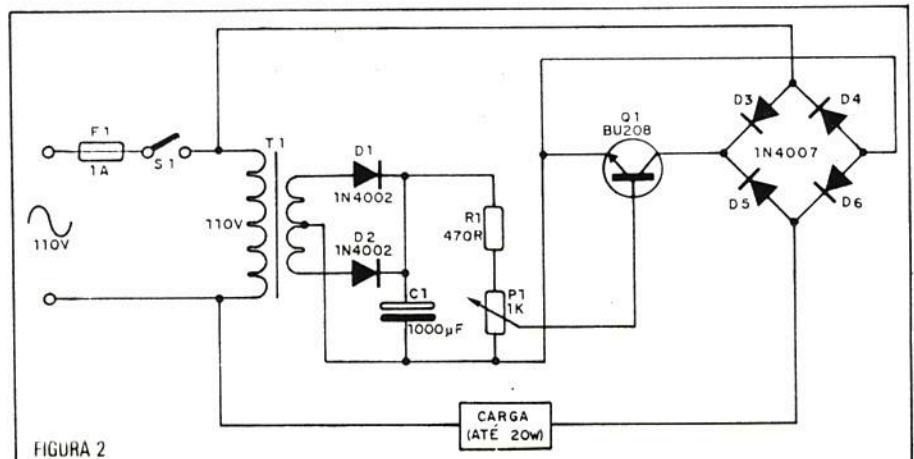 F1
1A
S1
110V
T1
110V
D1
1N4002
D2
1N4002
C1
1000µF
R1
470R
P1
1K
Q1
BU208
D3
D4
1N4007
D5
D6
CARGA
(ATÉ 20W)
FIGURA 2